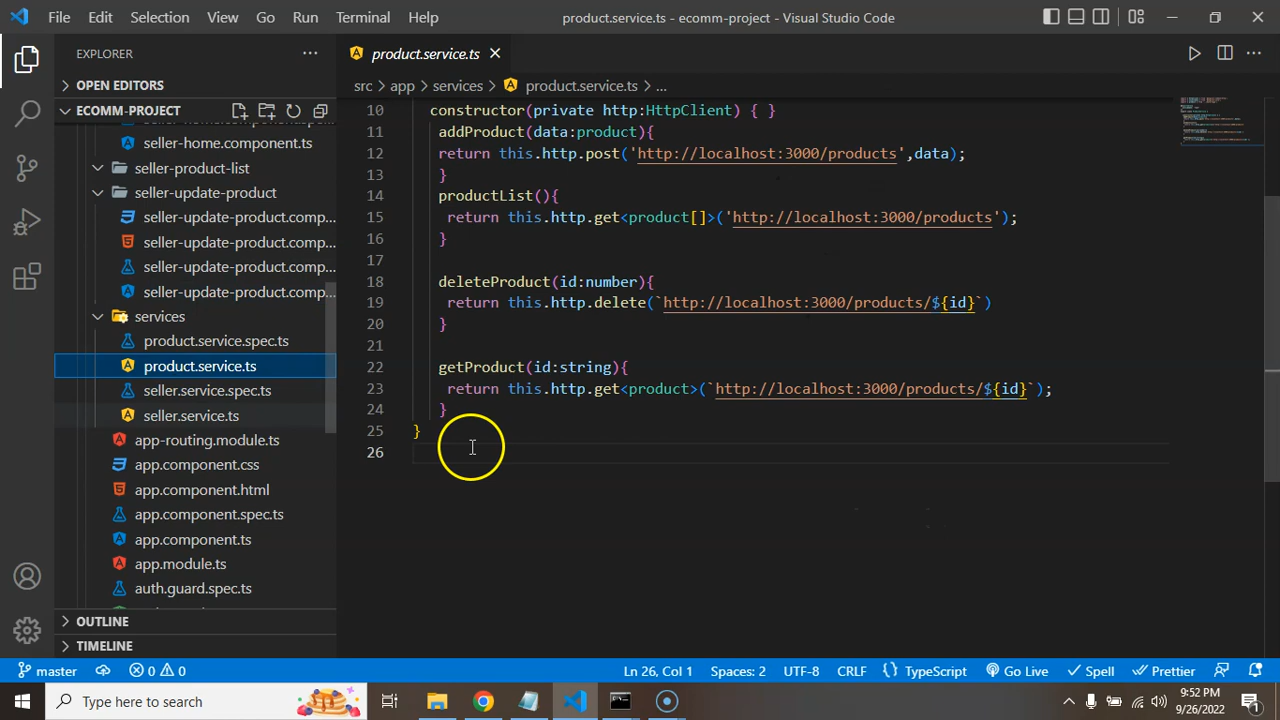 File Edit Selection View Go Run Terminal Help product.service.ts - ecomm-project - Visual Studio Code
EXPLORER
OPEN EDITORS
ECOMM-PROJECT
seller-home.component.ts
seller-product-list
seller-update-product
seller-update-product.comp...
seller-update-product.comp...
seller-update-product.comp...
seller-update-product.comp...
services
product.service.spec.ts
product.service.ts
seller.service.spec.ts
seller.service.ts
app-routing.module.ts
app.component.css
app.component.html
app.component.spec.ts
app.component.ts
app.module.ts
auth.guard.spec.ts
OUTLINE
TIMELINE
product.service.ts
src > app > services > product.service.ts > ...
10 constructor(private http:HttpClient) { }
11 addProduct(data:product){
12 return this.http.post('http://localhost:3000/products',data);
13 }
14 productList(){
15 return this.http.get<product[]>('http://localhost:3000/products');
16 }
17
18 deleteProduct(id:number){
19 return this.http.delete(`http://localhost:3000/products/${id}`)
20 }
21
22 getProduct(id:string){
23 return this.http.get<product>(`http://localhost:3000/products/${id}`);
24 }
25 }
26
master 0 0 Ln 26, Col 1 Spaces: 2 UTF-8 CRLF {} TypeScript Go Live Spell Prettier
Type here to search
9:52 PM
9/26/2022
1